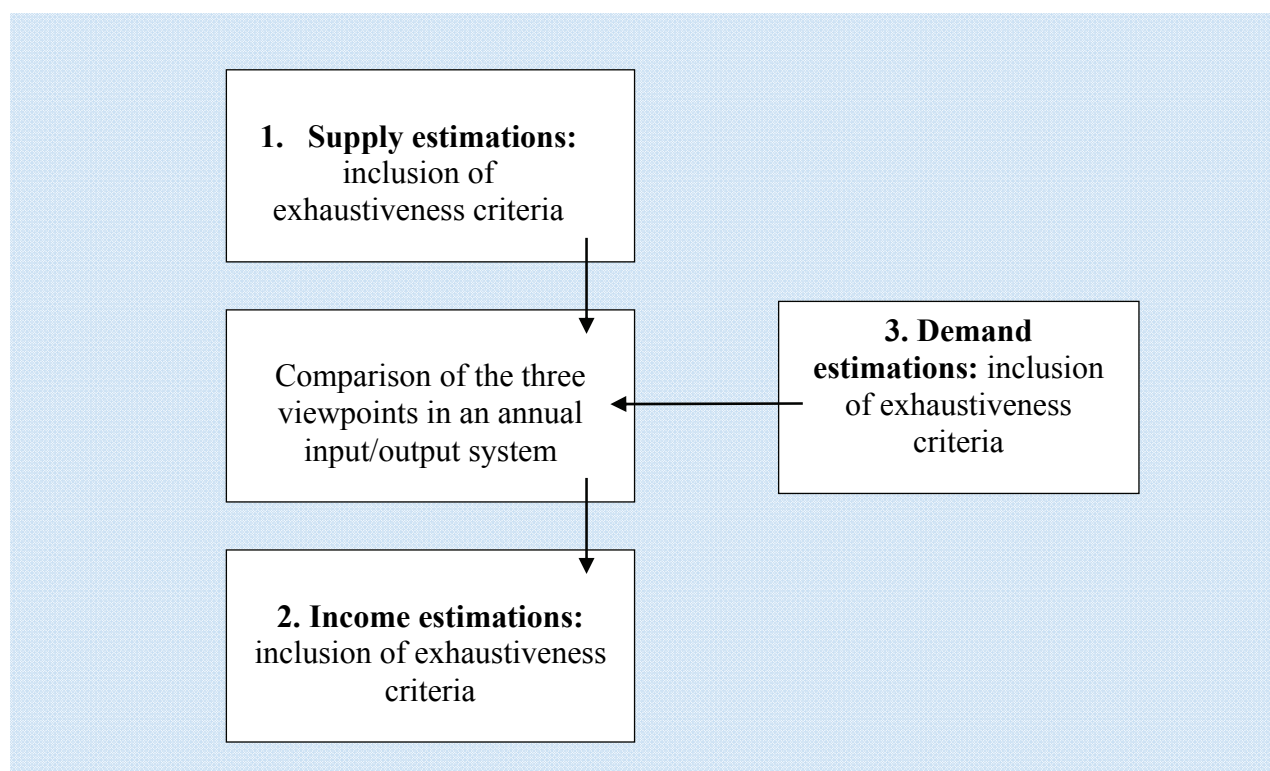 1. Supply estimations:
inclusion of
exhaustiveness criteria
Comparison of the three
viewpoints in an annual
input/output system
3. Demand
estimations: inclusion
of exhaustiveness
criteria
2. Income estimations:
inclusion of exhaustiveness
criteria